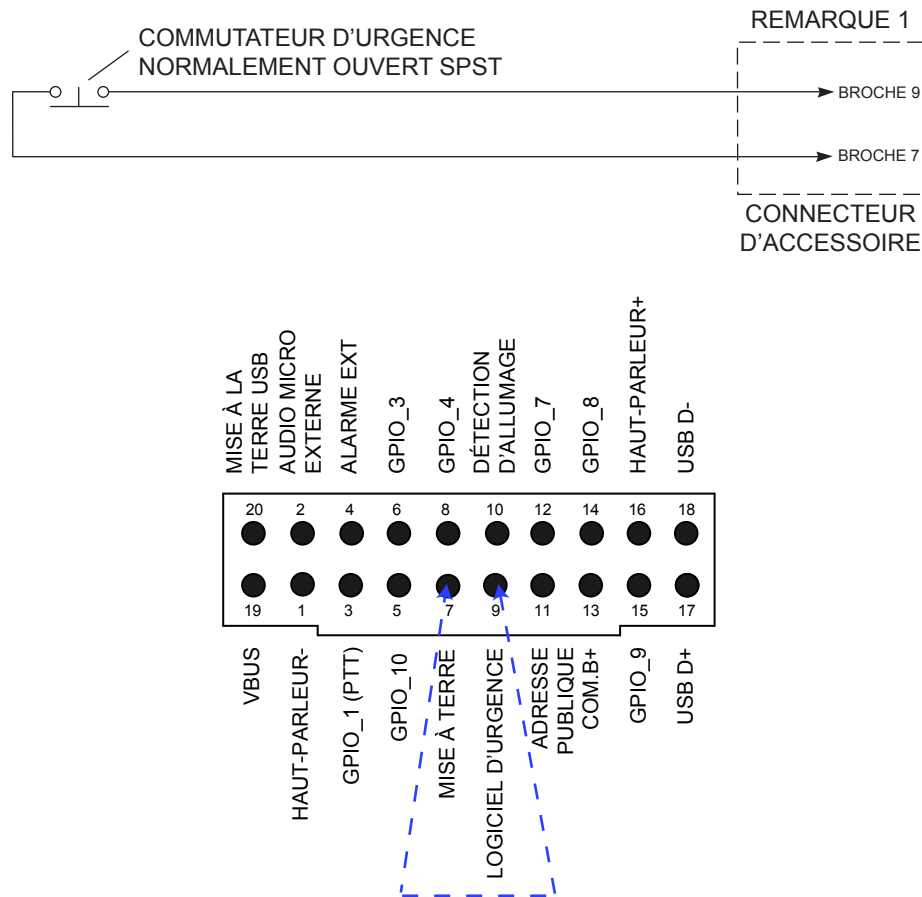 REMARQUE 1
COMMUTATEUR D'URGENCE
NORMALEMENT OUVERT SPST
BROCHE 9
BROCHE 7
CONNECTEUR
D'ACCESSOIRE
MISE À LA
TERRE USB
AUDIO MICRO
EXTERNE
ALARME EXT
GPIO_3
GPIO_4
DÉTECTION
D'ALLUMAGE
GPIO_7
GPIO_8
HAUT-PARLEUR+
USB D-
20 2 4 6 8 10 12 14 16 18
19 1 3 5 7 9 11 13 15 17
VBUS
HAUT-PARLEUR-
GPIO_1 (PTT)
GPIO_10
MISE À TERRE
LOGICIEL D'URGENCE
ADRESSE
PUBLIQUE
COM.B+
GPIO_9
USB D+